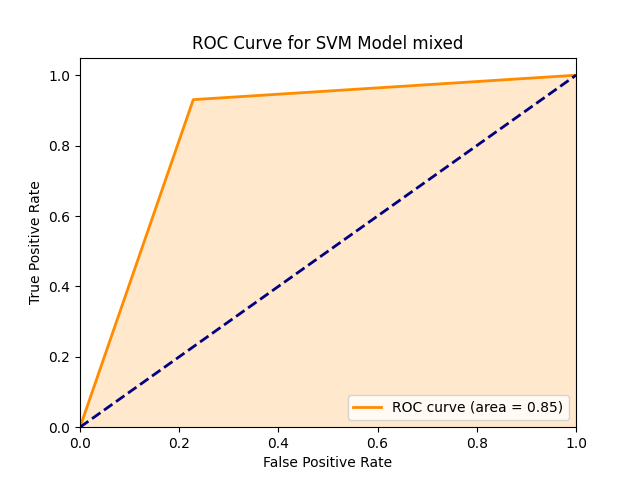 ROC Curve for SVM Model mixed
True Positive Rate
1.0
0.8
0.6
0.4
0.2
0.0
ROC curve (area = 0.85)
0.0 0.2 0.4 0.6 0.8 1.0
False Positive Rate